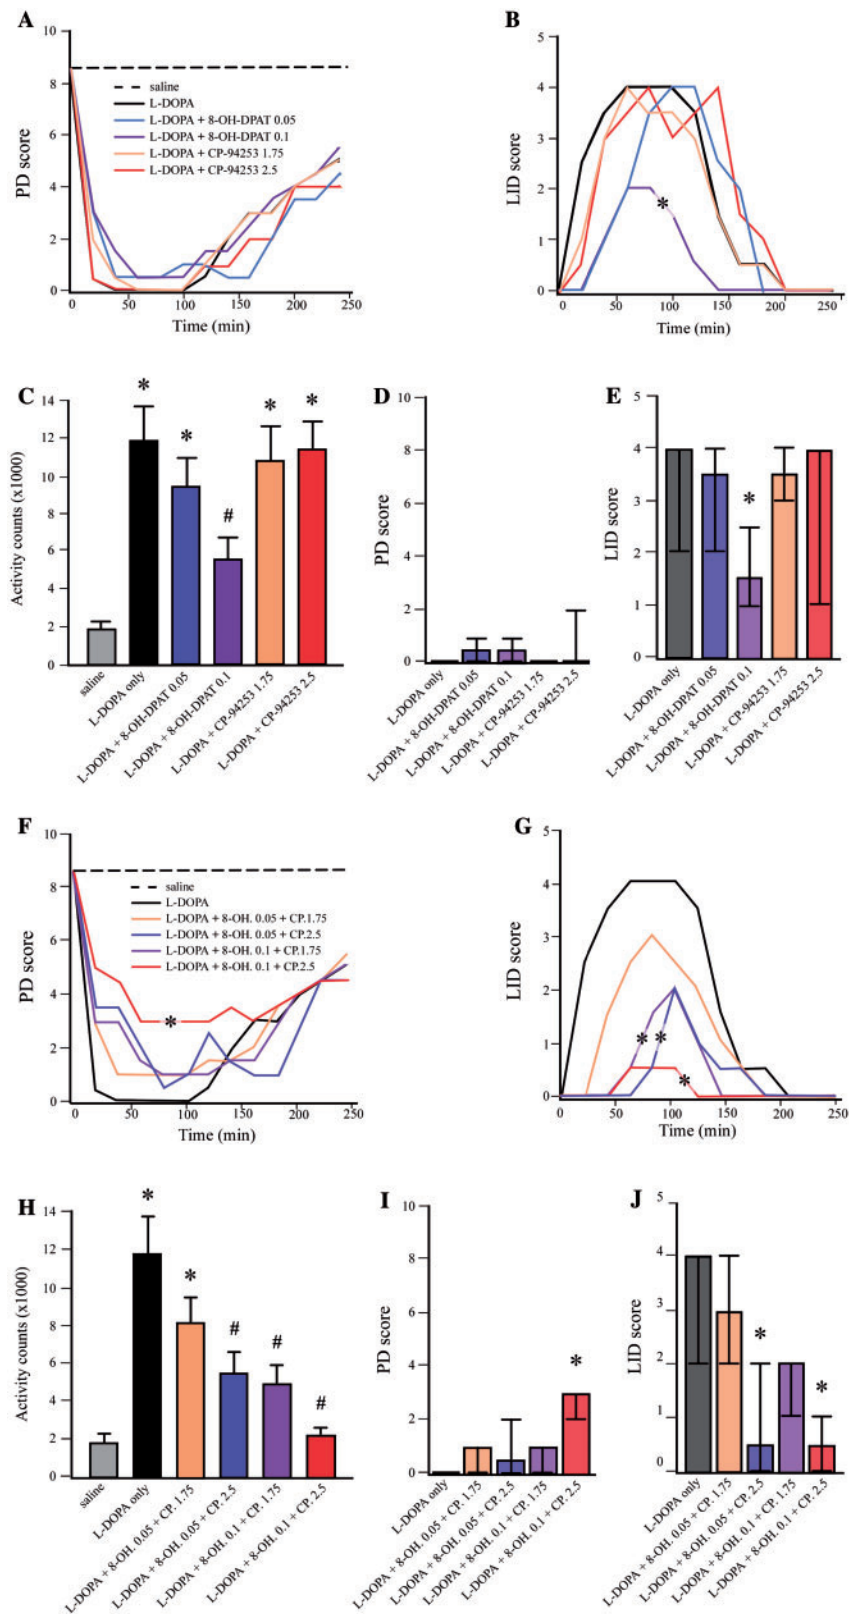 A
B
10
8
6
4
2
0
PD score
saline
L-DOPA
L-DOPA + 8-OH-DPAT 0.05
L-DOPA + 8-OH-DPAT 0.1
L-DOPA + CP-94253 1.75
L-DOPA + CP-94253 2.5
0 50 100 150 200 250
Time (min)
5
4
3
2
1
0
LID score
*
0 50 100 150 200 250
Time (min)
C
14
12
10
8
6
4
2
0
Activity counts (x1000)
* * # * *
saline
L-DOPA only
L-DOPA + 8-OH-DPAT 0.05
L-DOPA + 8-OH-DPAT 0.1
L-DOPA + CP-94253 1.75
L-DOPA + CP-94253 2.5
D
10
8
6
4
2
0
PD score
L-DOPA only
L-DOPA + 8-OH-DPAT 0.05
L-DOPA + 8-OH-DPAT 0.1
L-DOPA + CP-94253 1.75
L-DOPA + CP-94253 2.5
E
5
4
3
2
1
0
LID score
*
L-DOPA only
L-DOPA + 8-OH-DPAT 0.05
L-DOPA + 8-OH-DPAT 0.1
L-DOPA + CP-94253 1.75
L-DOPA + CP-94253 2.5
F
10
8
6
4
2
0
PD score
saline
L-DOPA
L-DOPA + 8-OH. 0.05 + CP.1.75
L-DOPA + 8-OH. 0.05 + CP.2.5
L-DOPA + 8-OH. 0.1 + CP.1.75
L-DOPA + 8-OH. 0.1 + CP.2.5
*
0 50 100 150 200 250
Time (min)
G
5
4
3
2
1
0
LID score
* * *
0 50 100 150 200 250
Time (min)
H
14
12
10
8
6
4
2
0
Activity counts (x1000)
* * # # #
saline
L-DOPA only
L-DOPA + 8-OH. 0.05 + CP. 1.75
L-DOPA + 8-OH. 0.05 + CP. 2.5
L-DOPA + 8-OH. 0.1 + CP. 1.75
L-DOPA + 8-OH. 0.1 + CP. 2.5
I
10
8
6
4
2
0
PD score
*
L-DOPA only
L-DOPA + 8-OH. 0.05 + CP. 1.75
L-DOPA + 8-OH. 0.05 + CP. 2.5
L-DOPA + 8-OH. 0.1 + CP. 1.75
L-DOPA + 8-OH. 0.1 + CP. 2.5
J
5
4
3
2
1
0
LID score
* *
L-DOPA only
L-DOPA + 8-OH. 0.05 + CP. 1.75
L-DOPA + 8-OH. 0.05 + CP. 2.5
L-DOPA + 8-OH. 0.1 + CP. 1.75
L-DOPA + 8-OH. 0.1 + CP. 2.5